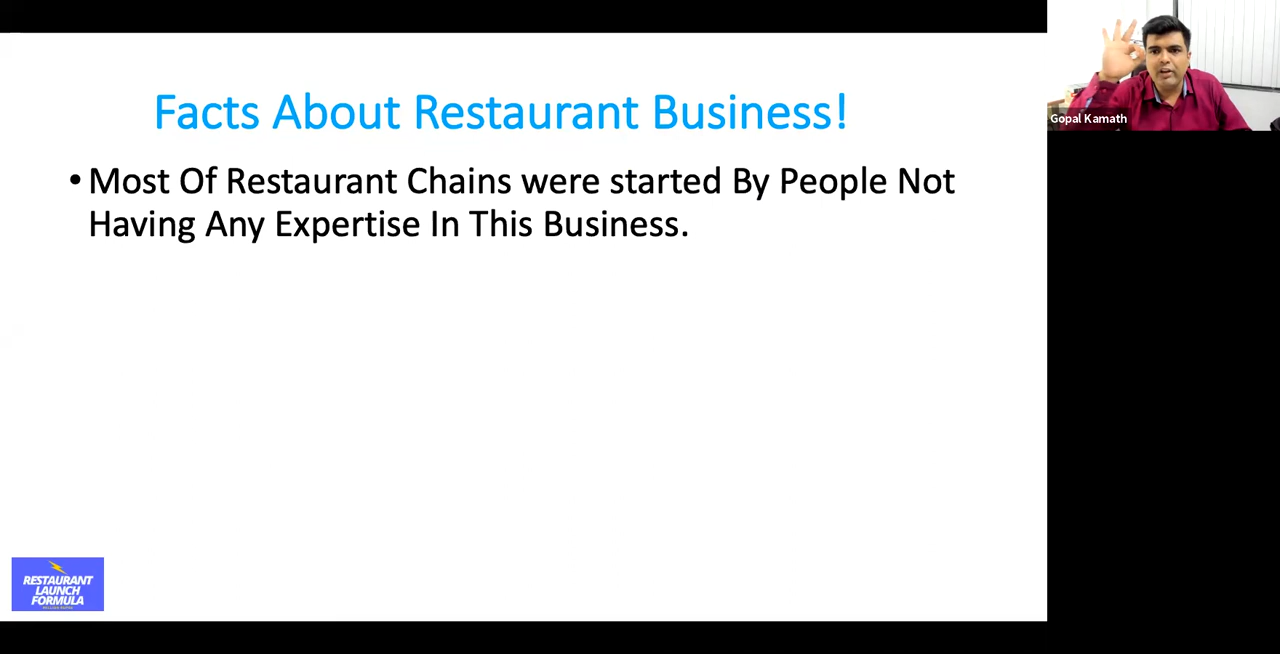 Facts About Restaurant Business!
• Most Of Restaurant Chains were started By People Not
Having Any Expertise In This Business.
Gopal Kamath
RESTAURANT
LAUNCH
FORMULA